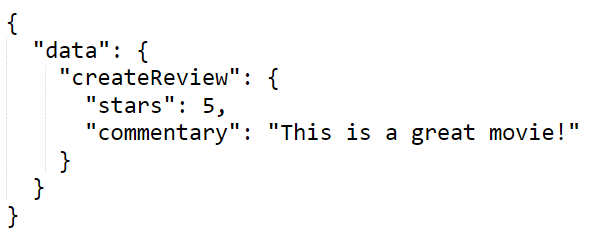 {
  "data": {
    "createReview": {
      "stars": 5,
      "commentary": "This is a great movie!"
    }
  }
}